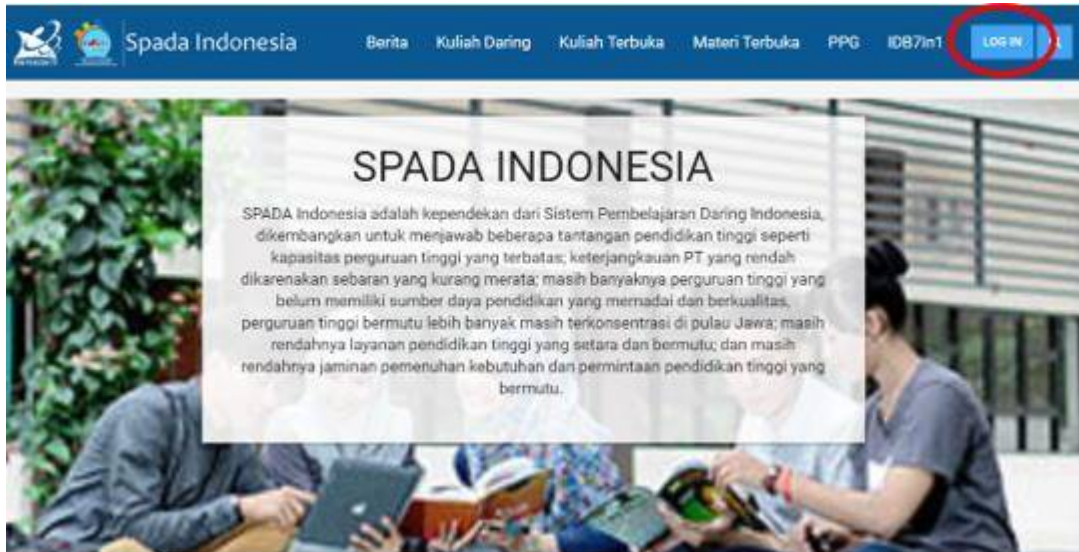 Spada Indonesia
Berita Kuliah Daring Kuliah Terbuka Materi Terbuka PPG IDB7In1 LOG IN
SPADA INDONESIA
SPADA Indonesia adalah kependekan dari Sistem Pembelajaran Daring Indonesia,
dikembangkan untuk menjawab beberapa tantangan pendidikan tinggi seperti
kapasitas perguruan tinggi yang terbatas; keterjangkauan PT yang rendah
dikarenakan sebaran yang kurang merata; masih banyaknya perguruan tinggi yang
belum memiliki sumber daya pendidikan yang memadai dan berkualitas,
perguruan tinggi bermutu lebih banyak masih terkonsentrasi di pulau Jawa; masih
rendahnya layanan pendidikan tinggi yang setara dan bermutu; dan masih
rendahnya jaminan pemenuhan kebutuhan dan permintaan pendidikan tinggi yang
bermutu.